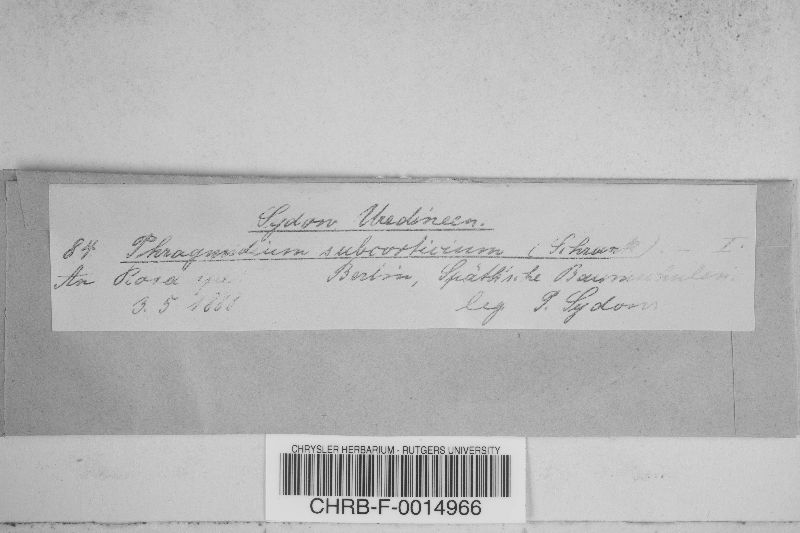 Sydow Uredineen.
84 Phragmidium subcorticium (Schrank). I.
An Rosa Berlin, Späth'sche Baumschulen.
3. 5 1888
leg. P. Sydow
CHRYSLER HERBARIUM - RUTGERS UNIVERSITY
CHRB-F-0014966